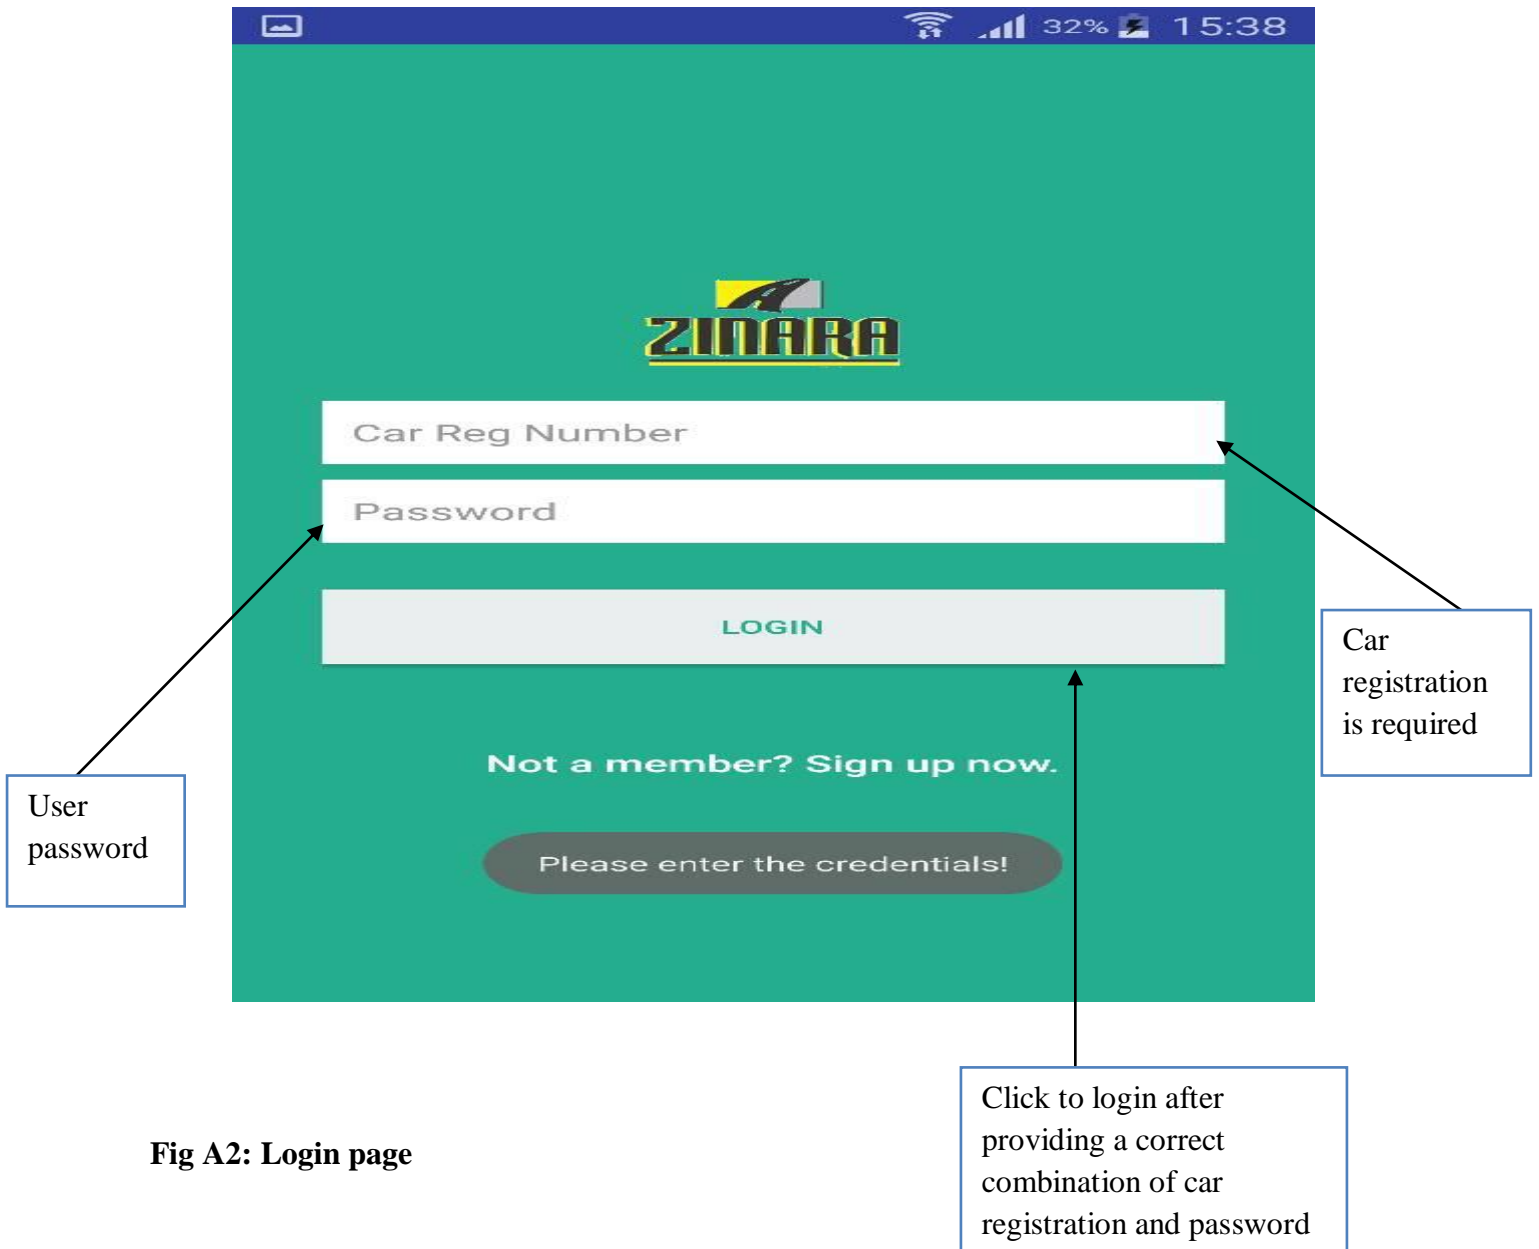 32% 15:38
ZINARA
Car Reg Number
Password
LOGIN
Car
registration
is required
Not a member? Sign up now.
User
password
Please enter the credentials!
Click to login after
providing a correct
combination of car
registration and password
Fig A2: Login page